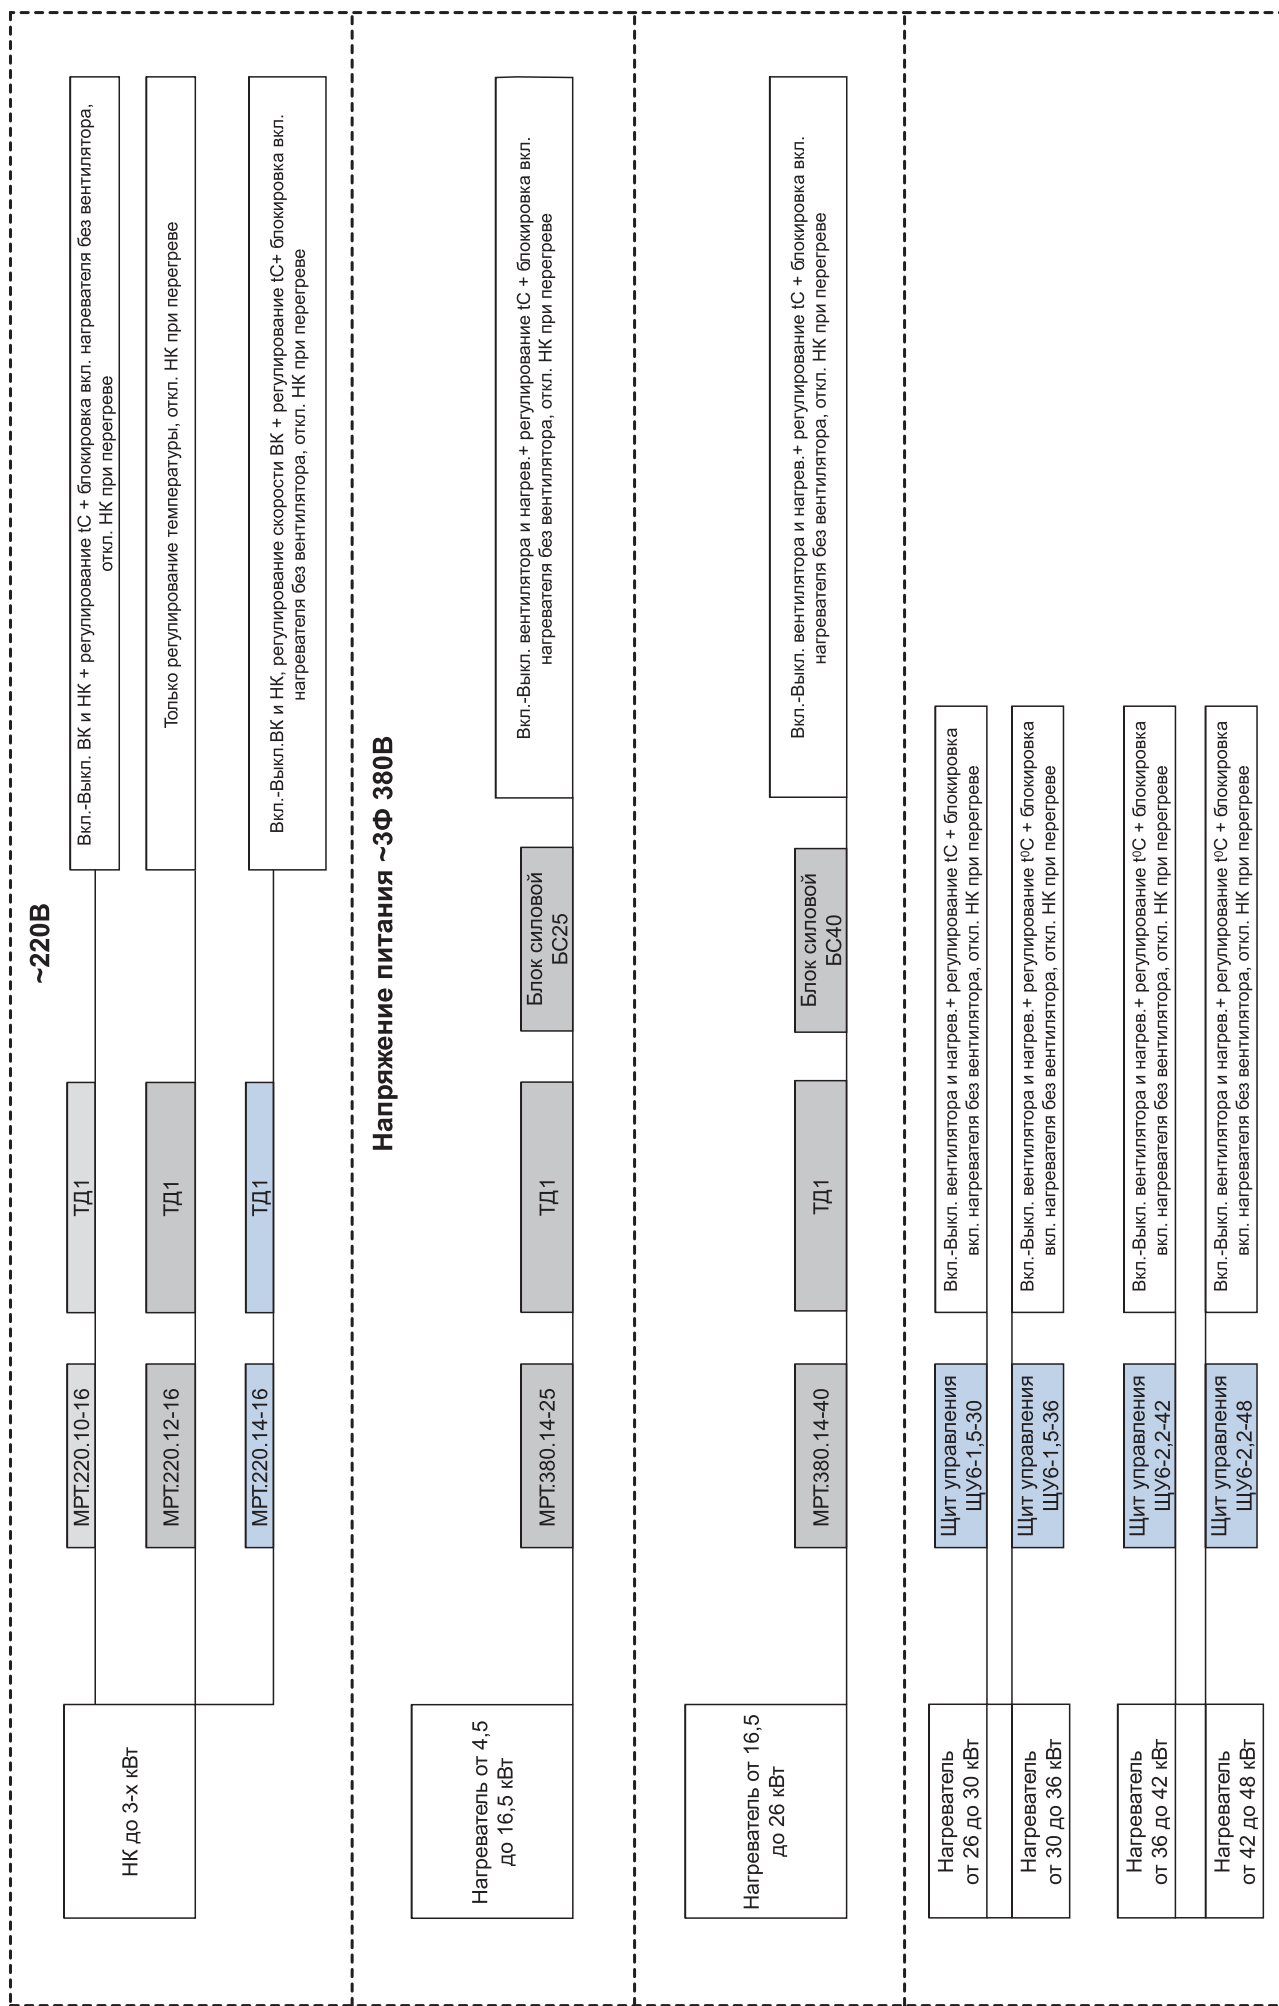 ~220В
НК до 3-х кВт
МРТ.220.10-16
ТД1
Вкл.-Выкл. ВК и НК + регулирование tC + блокировка вкл. нагревателя без вентилятора,
откл. НК при перегреве
МРТ.220.12-16
ТД1
Только регулирование температуры, откл. НК при перегреве
МРТ.220.14-16
ТД1
Вкл.-Выкл.ВК и НК, регулирование скорости ВК + регулирование tC+ блокировка вкл.
нагревателя без вентилятора, откл. НК при перегреве
Напряжение питания ~3Ф 380В
Нагреватель от 4,5
до 16,5 кВт
МРТ.380.14-25
ТД1
Блок силовой
БС25
Вкл.-Выкл. вентилятора и нагрев.+ регулирование tC + блокировка вкл.
нагревателя без вентилятора, откл. НК при перегреве
Нагреватель от 16,5
до 26 кВт
МРТ.380.14-40
ТД1
Блок силовой
БС40
Вкл.-Выкл. вентилятора и нагрев.+ регулирование tC + блокировка вкл.
нагревателя без вентилятора, откл. НК при перегреве
Нагреватель
от 26 до 30 кВт
Щит управления
ЩУ6-1,5-30
Вкл.-Выкл. вентилятора и нагрев.+ регулирование tC + блокировка
вкл. нагревателя без вентилятора, откл. НК при перегреве
Нагреватель
от 30 до 36 кВт
Щит управления
ЩУ6-1,5-36
Вкл.-Выкл. вентилятора и нагрев.+ регулирование t⁰C + блокировка
вкл. нагревателя без вентилятора, откл. НК при перегреве
Нагреватель
от 36 до 42 кВт
Щит управления
ЩУ6-2,2-42
Вкл.-Выкл. вентилятора и нагрев.+ регулирование t⁰C + блокировка
вкл. нагревателя без вентилятора, откл. НК при перегреве
Нагреватель
от 42 до 48 кВт
Щит управления
ЩУ6-2,2-48
Вкл.-Выкл. вентилятора и нагрев.+ регулирование t⁰C + блокировка
вкл. нагревателя без вентилятора, откл. НК при перегреве